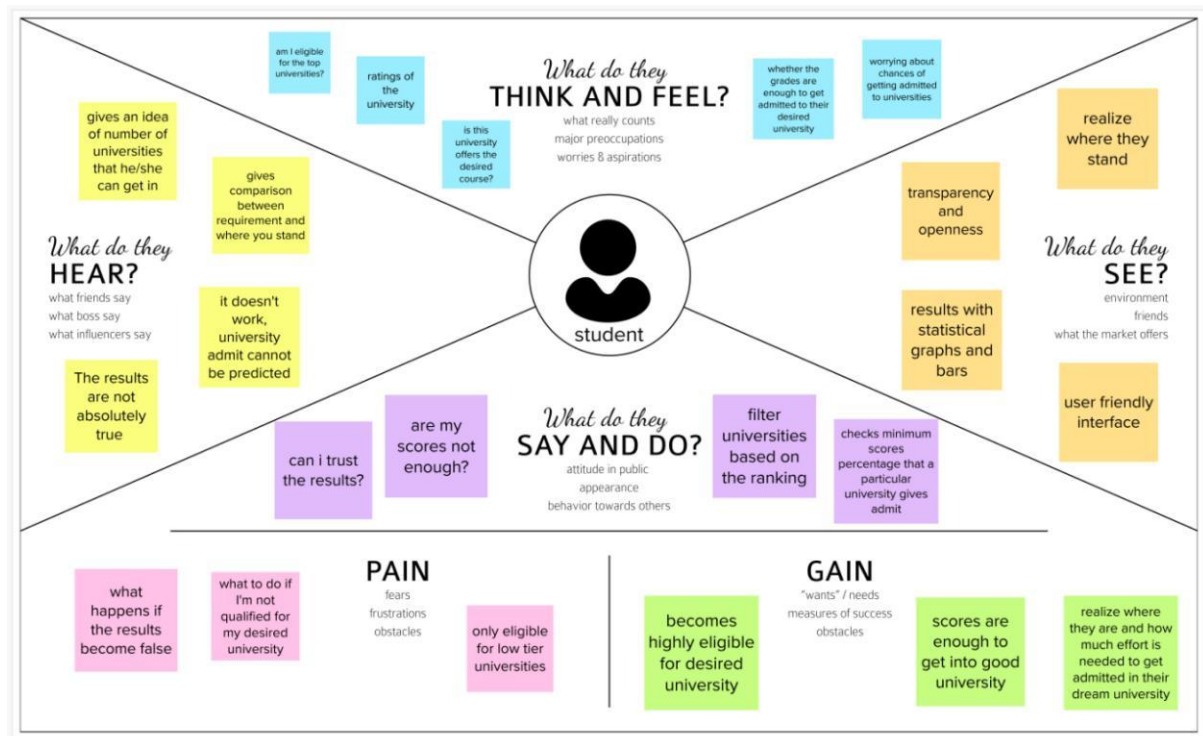 What do they
THINK AND FEEL?
what really counts
major preoccupations
worries & aspirations
am I eligible
for the top
universities?
ratings of
the
university
is this
university
offers the
desired
course?
whether the
grades are
enough to get
admitted to their
desired
university
worrying about
chances of
getting admitted
to universities
What do they
HEAR?
what friends say
what boss say
what influencers say
gives an idea
of number of
universities
that he/she
can get in
gives
comparison
between
requirement and
where you stand
it doesn't
work,
university
admit cannot
be predicted
The results
are not
absolutely
true
student
What do they
SEE?
environment
friends
what the market offers
realize
where they
stand
transparency
and
openness
results with
statistical
graphs and
bars
user friendly
interface
What do they
SAY AND DO?
attitude in public
appearance
behavior towards others
can i trust
the results?
are my
scores not
enough?
filter
universities
based on
the ranking
checks minimum
scores
percentage that a
particular
university gives
admit
PAIN
fears
frustrations
obstacles
what
happens if
the results
become false
what to do if
I'm not
qualified for
my desired
university
only eligible
for low tier
universities
GAIN
"wants" / needs
measures of success
obstacles
becomes
highly eligible
for desired
university
scores are
enough to
get into good
university
realize where
they are and how
much effort is
needed to get
admitted in their
dream university